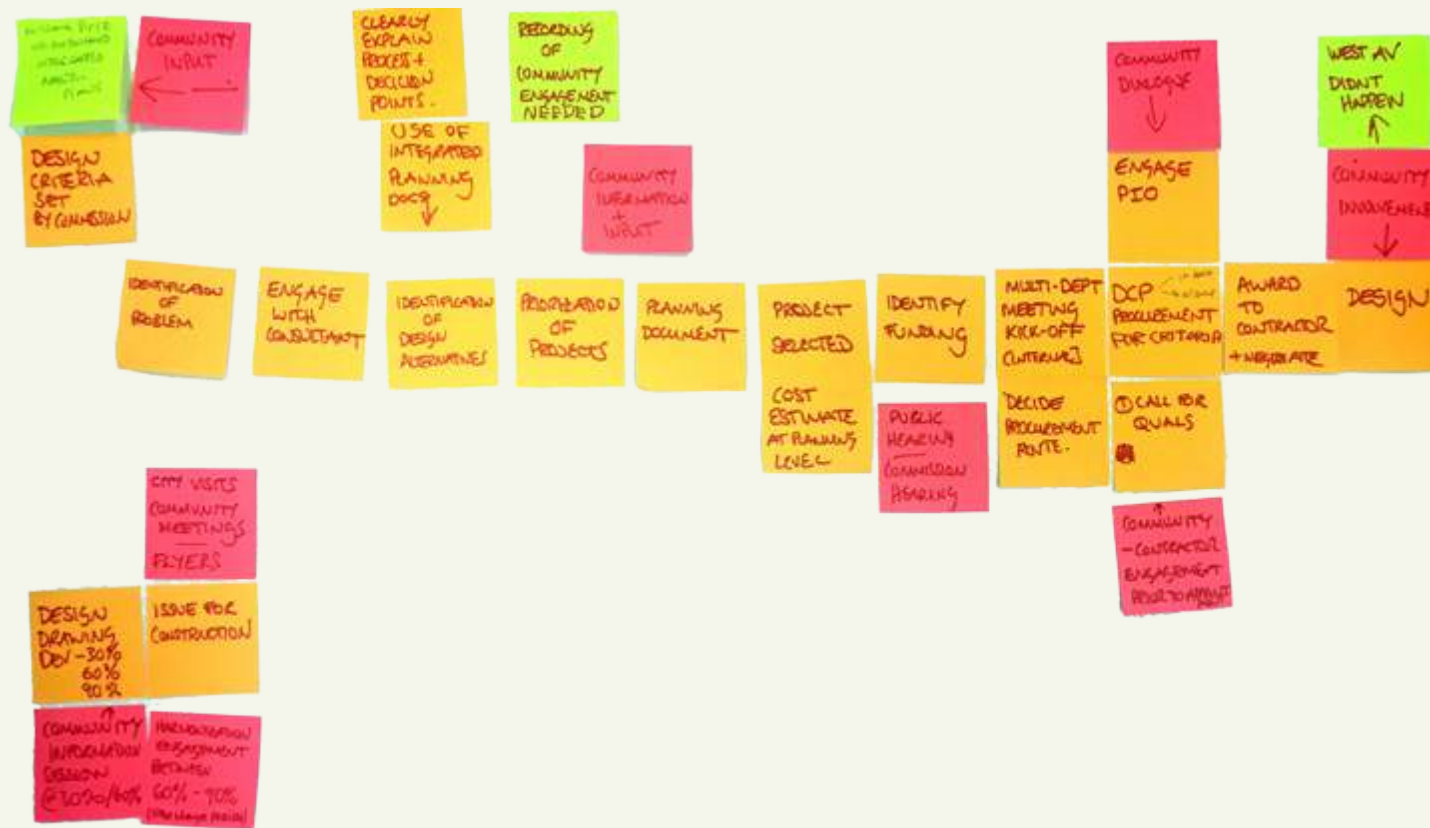 COMMUNITY
INPUT
CLEARLY
EXPLAIN
PROCESS +
DECISION
POINTS.
RECORDING
OF
COMMUNITY
ENGAGEMENT
NEEDED
COMMUNITY
DIALOGUE
WEST AV
DIDNT
HAPPEN
DESIGN
CRITERIA
SET
BY COMMISSION
USE OF
INTEGRATED
PLANNING
DOCS
COMMUNITY
INFORMATION
+
INPUT
ENGAGE
PIO
COMMUNITY
INVOLVEMENT
IDENTIFICATION
OF
PROBLEM
ENGAGE
WITH
CONSULTANT
IDENTIFICATION
OF
DESIGN
ALTERNATIVES
PRIORIZATION
OF
PROJECTS
PLANNING
DOCUMENT
PROJECT
SELECTED
COST
ESTIMATE
AT PLANNING
LEVEL
IDENTIFY
FUNDING
PUBLIC
HEARING
COMMISSION
HEARING
MULTI-DEPT
MEETING
KICK-OFF
(INTERNAL]
DECIDE
PROCUREMENT
ROUTE.
DCP
PROCUREMENT
FOR CRITERIA
① CALL FOR
QUALS
COMMUNITY
- CONTRACTOR
ENGAGEMENT
PRIOR TO
AWARD
TO
CONTRACTOR
+ NEGOTIATE
DESIGN
CITY VISITS
COMMUNITY
MEETINGS
FLYERS
DESIGN
DRAWING
DEV - 30%
60%
90%
ISSUE FOR
CONSTRUCTION
COMMUNITY
INFORMATION
SESSION
@30%/60%
HARMONISATION
ENGAGEMENT
BETWEEN
60% - 90%